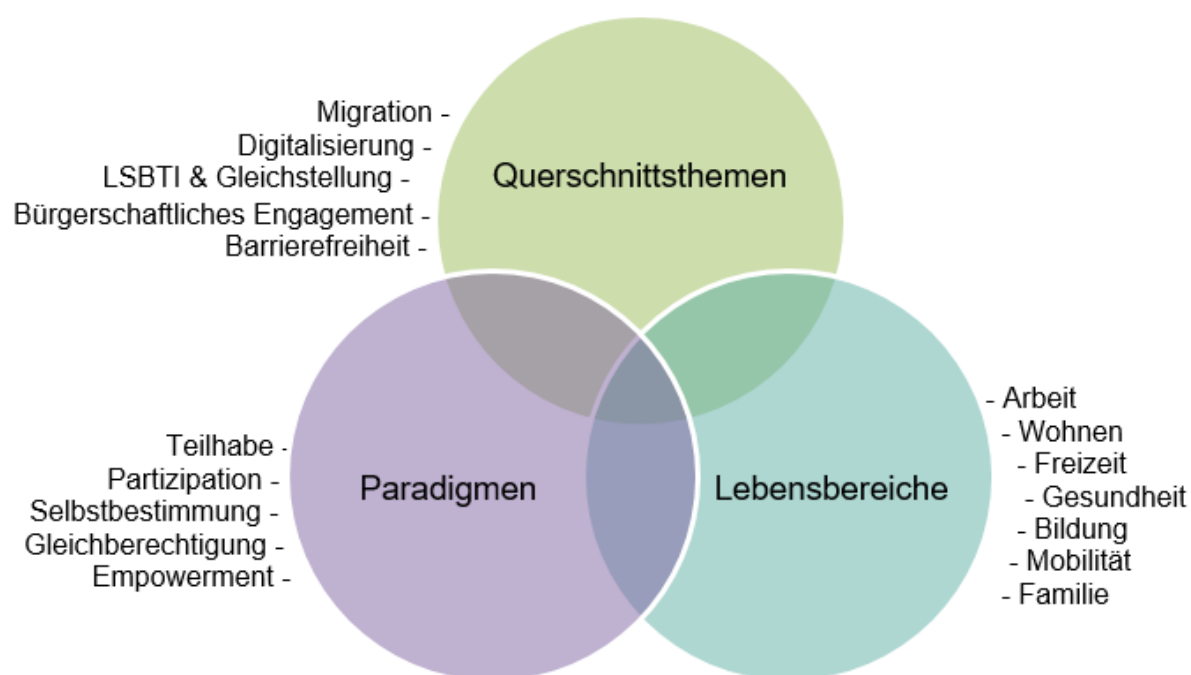 Migration -
Digitalisierung -
LSBTI & Gleichstellung -
Bürgerschaftliches Engagement -
Barrierefreiheit -
Querschnittsthemen
Teilhabe -
Partizipation -
Selbstbestimmung -
Gleichberechtigung -
Empowerment -
Paradigmen
Lebensbereiche
- Arbeit
- Wohnen
- Freizeit
- Gesundheit
- Bildung
- Mobilität
- Familie